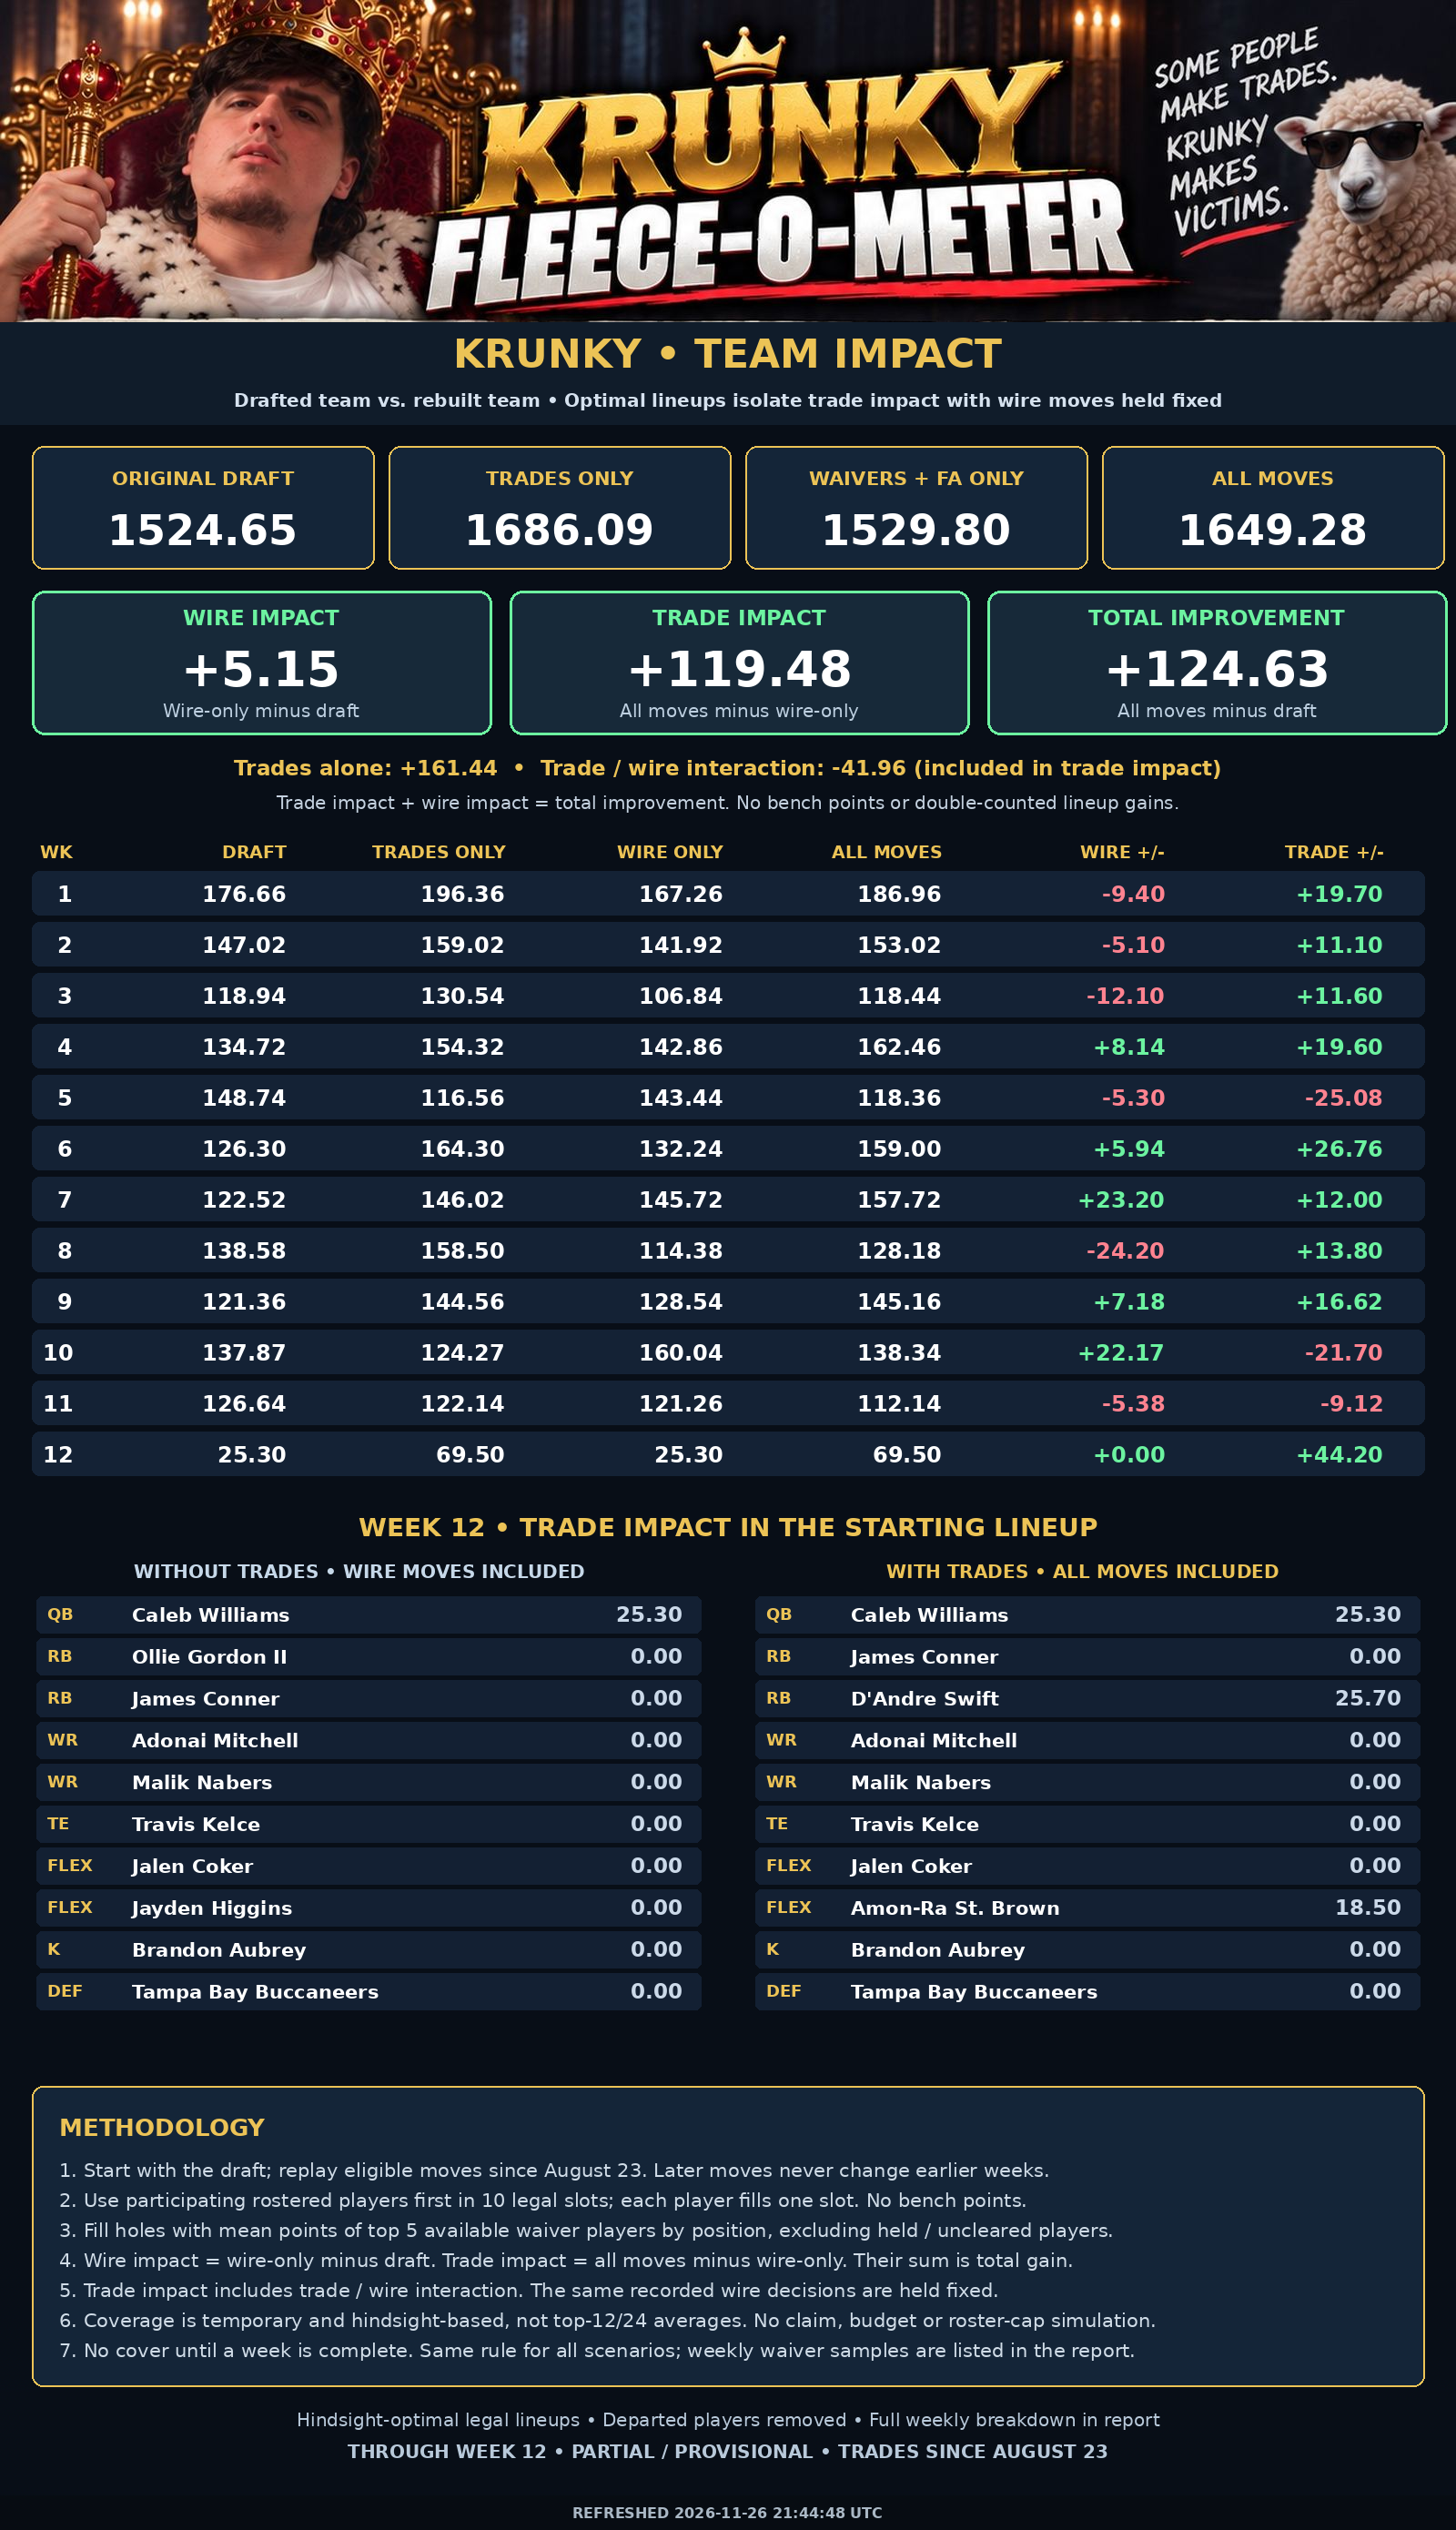 KRUNKY
FLEECE-O-METER
SOME PEOPLE
MAKE TRADES.
KRUNKY
MAKES
VICTIMS.
KRUNKY • TEAM IMPACT
Drafted team vs. rebuilt team • Optimal lineups isolate trade impact with wire moves held fixed
ORIGINAL DRAFT TRADES ONLY WAIVERS + FA ONLY ALL MOVES
1524.65 1686.09 1529.80 1649.28
WIRE IMPACT TRADE IMPACT TOTAL IMPROVEMENT
+5.15 +119.48 +124.63
Wire-only minus draft All moves minus wire-only All moves minus draft
Trades alone: +161.44 • Trade / wire interaction: -41.96 (included in trade impact)
Trade impact + wire impact = total improvement. No bench points or double-counted lineup gains.
WK DRAFT TRADES ONLY WIRE ONLY ALL MOVES WIRE +/- TRADE +/-
1 176.66 196.36 167.26 186.96 -9.40 +19.70
2 147.02 159.02 141.92 153.02 -5.10 +11.10
3 118.94 130.54 106.84 118.44 -12.10 +11.60
4 134.72 154.32 142.86 162.46 +8.14 +19.60
5 148.74 116.56 143.44 118.36 -5.30 -25.08
6 126.30 164.30 132.24 159.00 +5.94 +26.76
7 122.52 146.02 145.72 157.72 +23.20 +12.00
8 138.58 158.50 114.38 128.18 -24.20 +13.80
9 121.36 144.56 128.54 145.16 +7.18 +16.62
10 137.87 124.27 160.04 138.34 +22.17 -21.70
11 126.64 122.14 121.26 112.14 -5.38 -9.12
12 25.30 69.50 25.30 69.50 +0.00 +44.20
WEEK 12 • TRADE IMPACT IN THE STARTING LINEUP
WITHOUT TRADES • WIRE MOVES INCLUDED
QB Caleb Williams 25.30
RB Ollie Gordon II 0.00
RB James Conner 0.00
WR Adonai Mitchell 0.00
WR Malik Nabers 0.00
TE Travis Kelce 0.00
FLEX Jalen Coker 0.00
FLEX Jayden Higgins 0.00
K Brandon Aubrey 0.00
DEF Tampa Bay Buccaneers 0.00
WITH TRADES • ALL MOVES INCLUDED
QB Caleb Williams 25.30
RB James Conner 0.00
RB D'Andre Swift 25.70
WR Adonai Mitchell 0.00
WR Malik Nabers 0.00
TE Travis Kelce 0.00
FLEX Jalen Coker 0.00
FLEX Amon-Ra St. Brown 18.50
K Brandon Aubrey 0.00
DEF Tampa Bay Buccaneers 0.00
METHODOLOGY
1. Start with the draft; replay eligible moves since August 23. Later moves never change earlier weeks.
2. Use participating rostered players first in 10 legal slots; each player fills one slot. No bench points.
3. Fill holes with mean points of top 5 available waiver players by position, excluding held / uncleared players.
4. Wire impact = wire-only minus draft. Trade impact = all moves minus wire-only. Their sum is total gain.
5. Trade impact includes trade / wire interaction. The same recorded wire decisions are held fixed.
6. Coverage is temporary and hindsight-based, not top-12/24 averages. No claim, budget or roster-cap simulation.
7. No cover until a week is complete. Same rule for all scenarios; weekly waiver samples are listed in the report.
Hindsight-optimal legal lineups • Departed players removed • Full weekly breakdown in report
THROUGH WEEK 12 • PARTIAL / PROVISIONAL • TRADES SINCE AUGUST 23
REFRESHED 2026-11-26 21:44:48 UTC